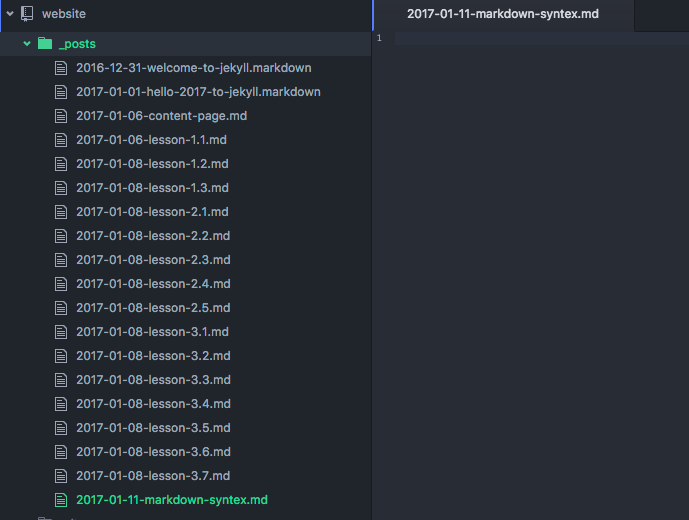 website
2017-01-11-markdown-syntex.md
_posts
1
2016-12-31-welcome-to-jekyll.markdown
2017-01-01-hello-2017-to-jekyll.markdown
2017-01-06-content-page.md
2017-01-06-lesson-1.1.md
2017-01-08-lesson-1.2.md
2017-01-08-lesson-1.3.md
2017-01-08-lesson-2.1.md
2017-01-08-lesson-2.2.md
2017-01-08-lesson-2.3.md
2017-01-08-lesson-2.4.md
2017-01-08-lesson-2.5.md
2017-01-08-lesson-3.1.md
2017-01-08-lesson-3.2.md
2017-01-08-lesson-3.3.md
2017-01-08-lesson-3.4.md
2017-01-08-lesson-3.5.md
2017-01-08-lesson-3.6.md
2017-01-08-lesson-3.7.md
2017-01-11-markdown-syntex.md